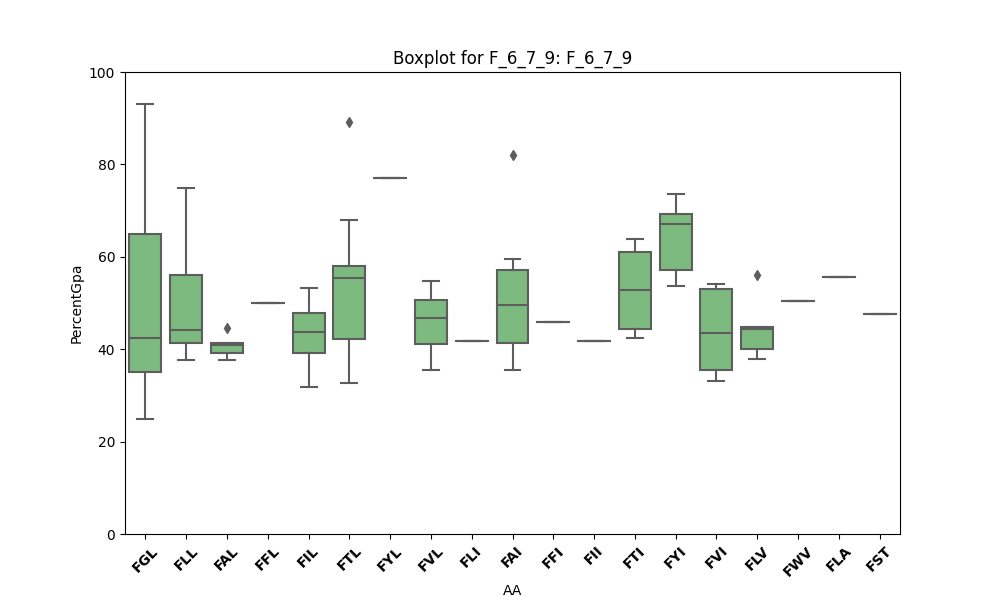 Boxplot for F_6_7_9: F_6_7_9
PercentGpa
100
80
60
40
20
0
FGL FLL FAL FFL FIL FTL FYL FVL FLI FAI FFI FII FTI FYI FVI FLV FWV FLA FST
AA